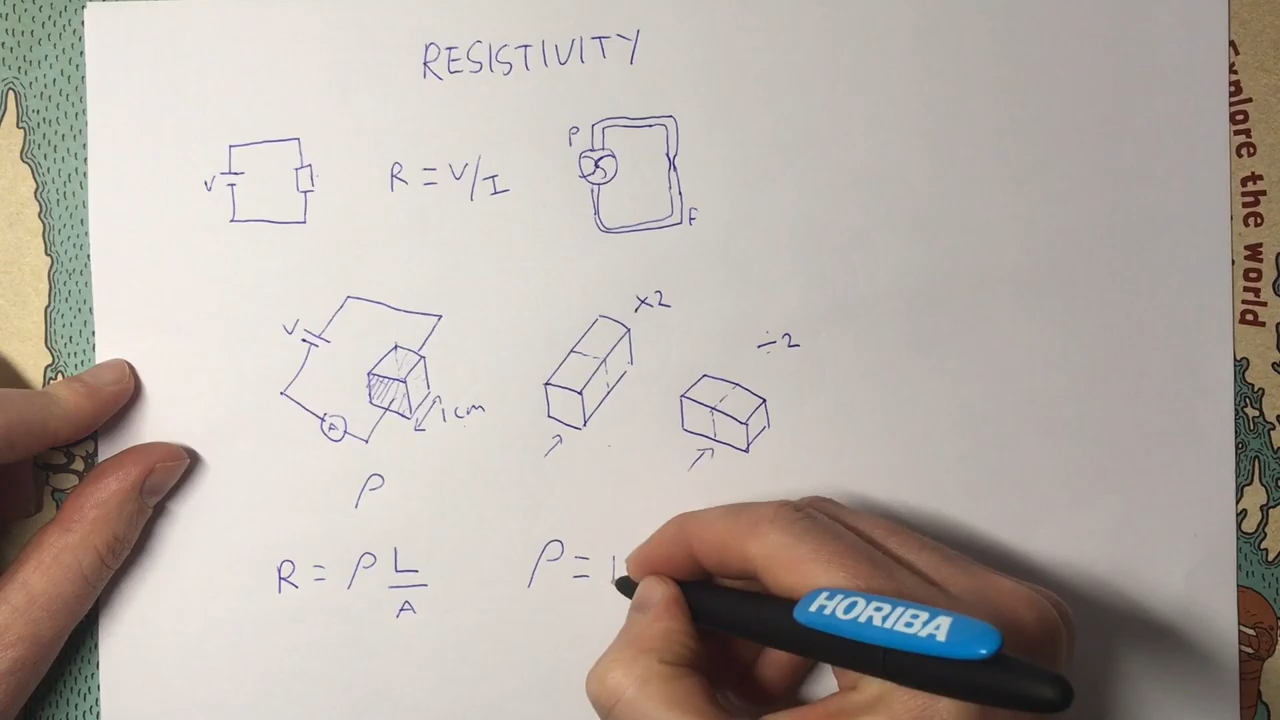 RESISTIVITY
V
R = V/I
P
F
V
A
1cm
x2
÷2
ρ
R = ρ L/A
ρ =
HORIBA
Explore the world